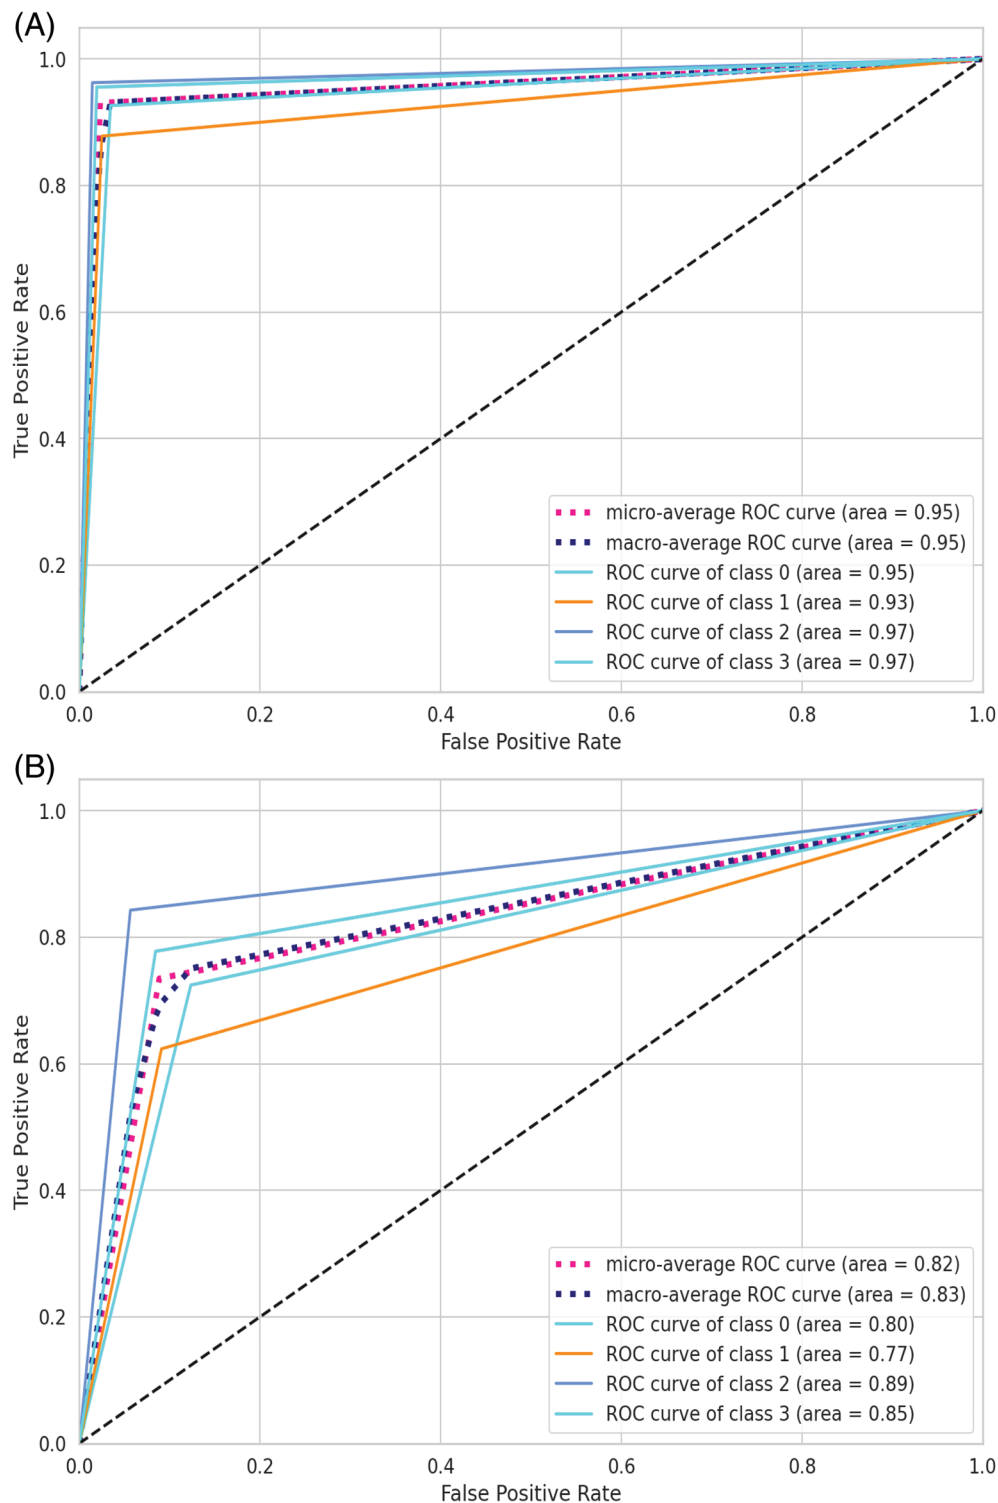 (A)
1.0
0.8
0.6
0.4
0.2
0.0
True Positive Rate
micro-average ROC curve (area = 0.95)
macro-average ROC curve (area = 0.95)
ROC curve of class 0 (area = 0.95)
ROC curve of class 1 (area = 0.93)
ROC curve of class 2 (area = 0.97)
ROC curve of class 3 (area = 0.97)
0.0 0.2 0.4 0.6 0.8 1.0
False Positive Rate
(B)
1.0
0.8
0.6
0.4
0.2
0.0
True Positive Rate
micro-average ROC curve (area = 0.82)
macro-average ROC curve (area = 0.83)
ROC curve of class 0 (area = 0.80)
ROC curve of class 1 (area = 0.77)
ROC curve of class 2 (area = 0.89)
ROC curve of class 3 (area = 0.85)
0.0 0.2 0.4 0.6 0.8 1.0
False Positive Rate